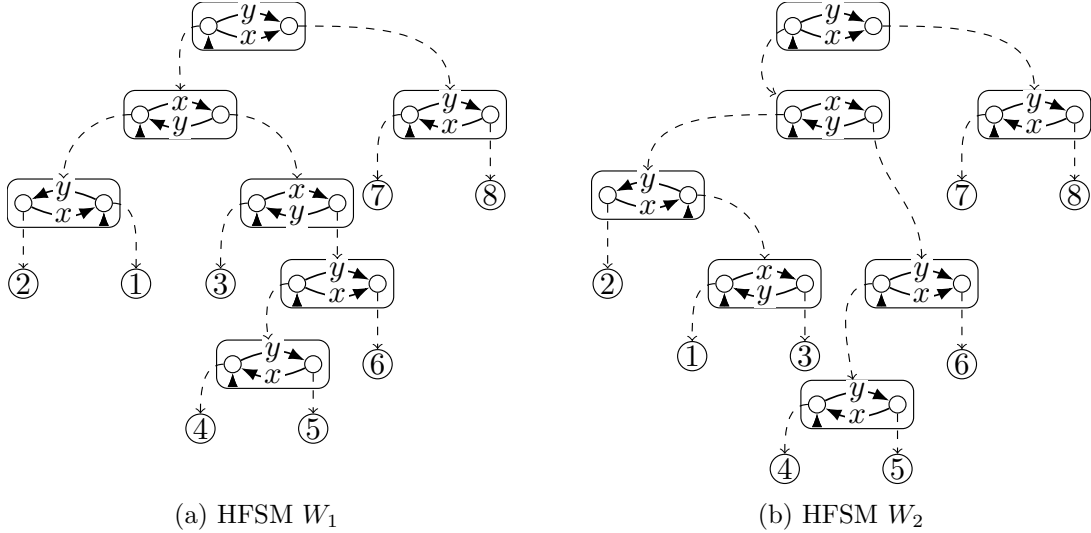 y y
x x
x y x y
y x y x
y x 7 8 y 7 8
x y x
2 1 3 y 2 x y
x y x
y 6 1 3 6
x y
4 5 x
4 5
(a) HFSM W₁ (b) HFSM W₂